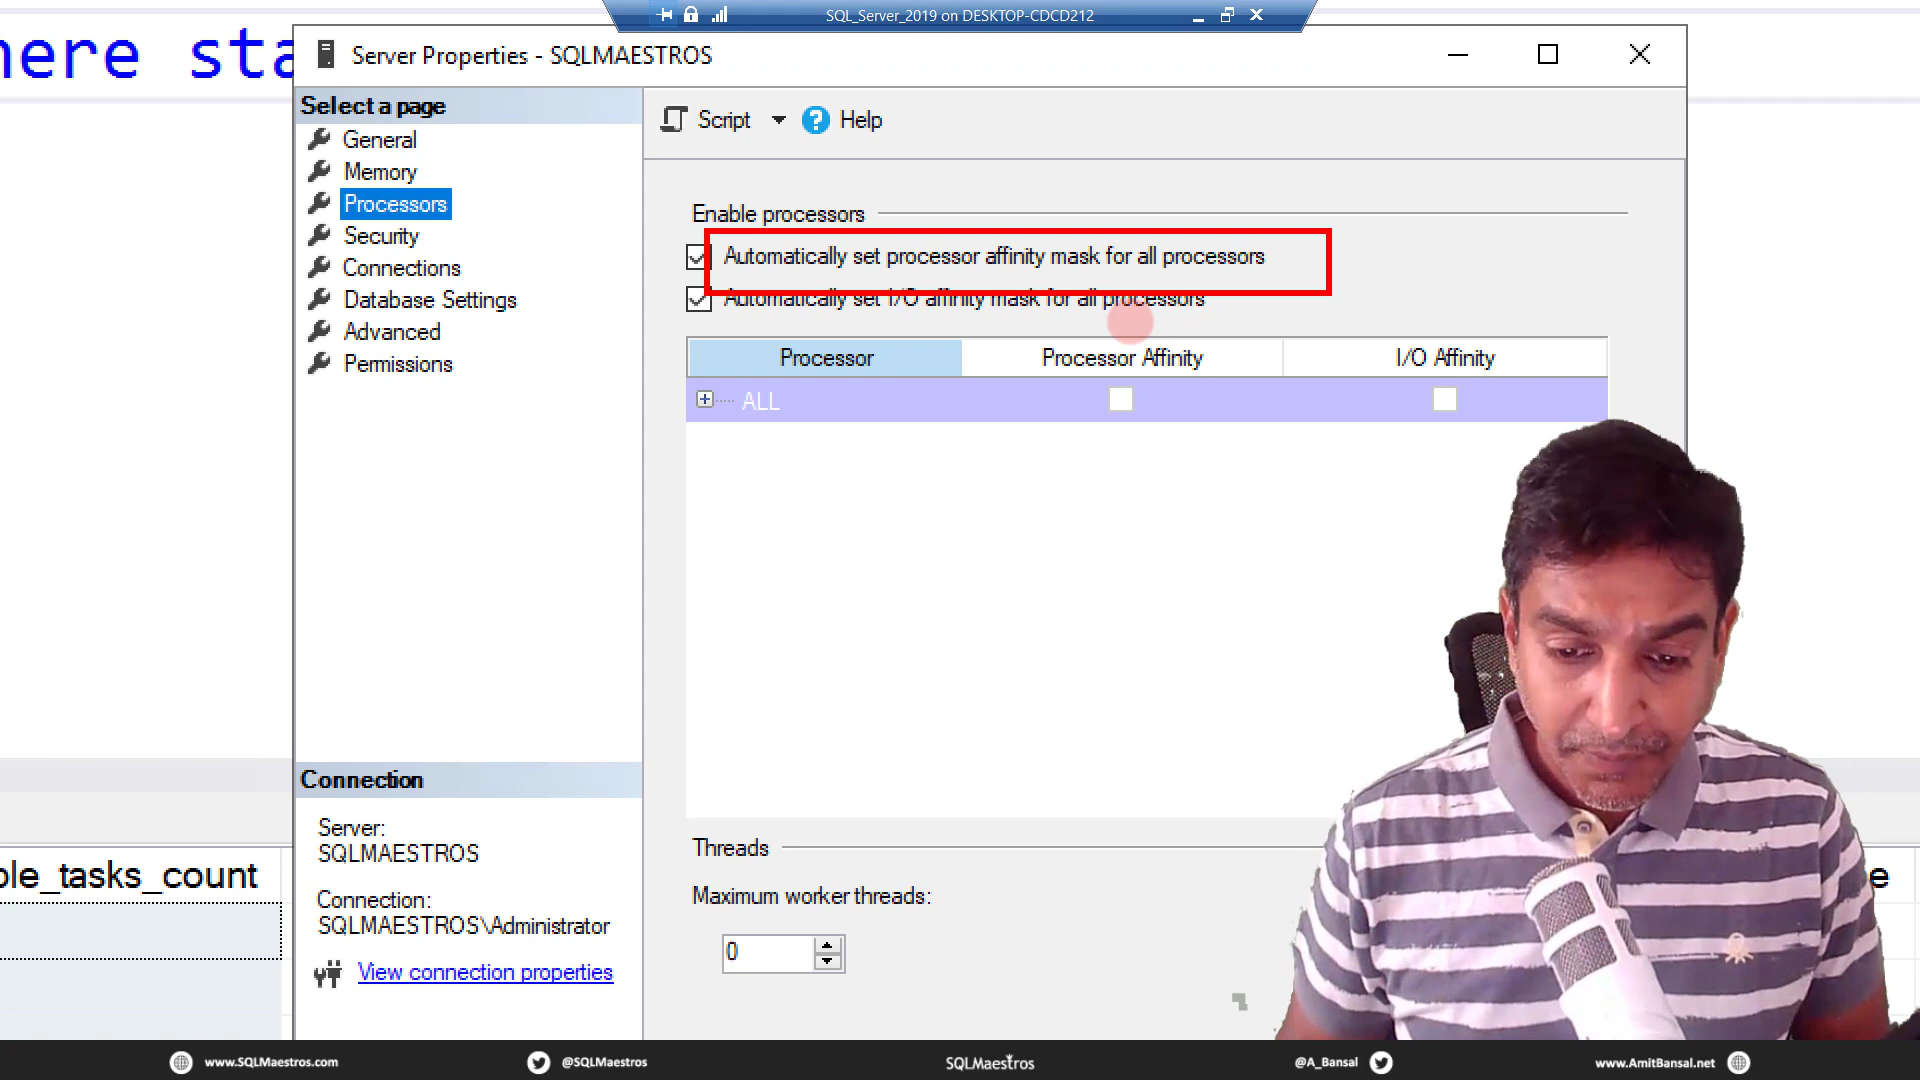 SQL_Server_2019 on DESKTOP-CDCD212
here sta
Server Properties - SQLMAESTROS
Select a page
General
Memory
Processors
Security
Connections
Database Settings
Advanced
Permissions
Script
Help
Enable processors
Automatically set processor affinity mask for all processors
Automatically set I/O affinity mask for all processors
Processor Processor Affinity I/O Affinity
ALL
Threads
Maximum worker threads:
0
Connection
Server:
SQLMAESTROS
Connection:
SQLMAESTROS\Administrator
View connection properties
ble_tasks_count
e
www.SQLMaestros.com
@SQLMaestros
SQLMaestros
@A_Bansal
www.AmitBansal.net